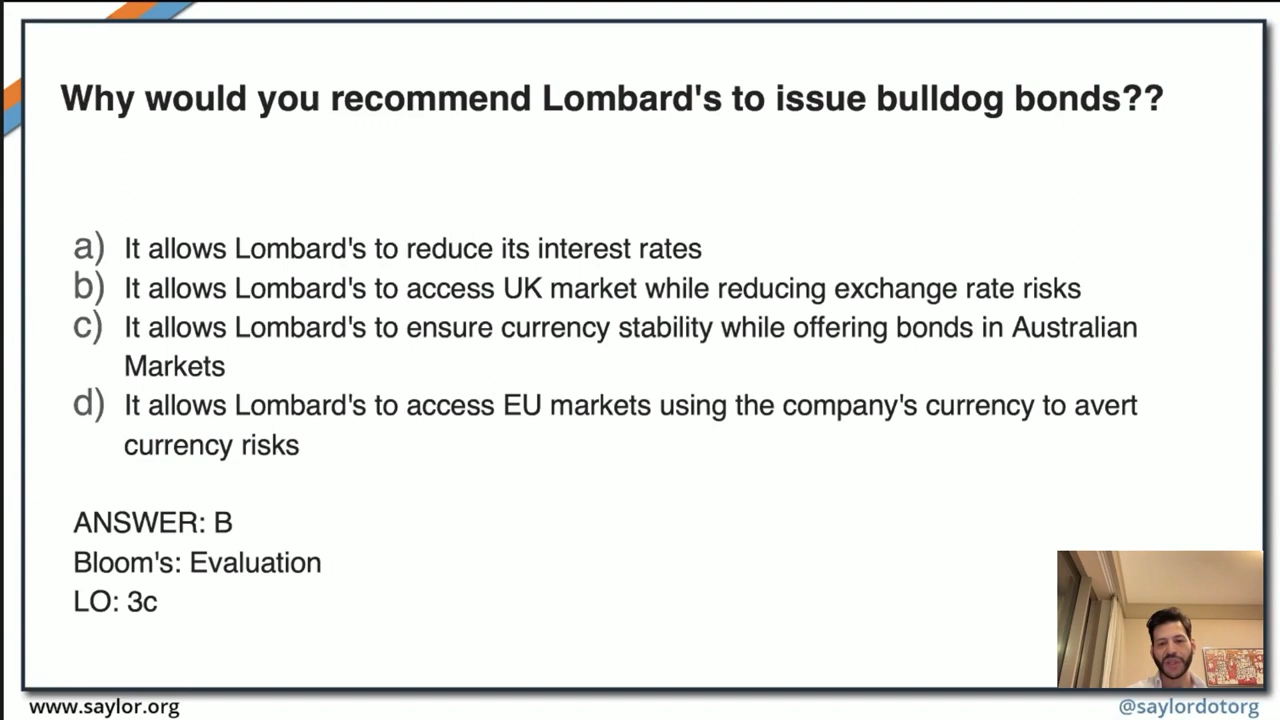 Why would you recommend Lombard's to issue bulldog bonds??
a) It allows Lombard's to reduce its interest rates
b) It allows Lombard's to access UK market while reducing exchange rate risks
c) It allows Lombard's to ensure currency stability while offering bonds in Australian
Markets
d) It allows Lombard's to access EU markets using the company's currency to avert
currency risks
ANSWER: B
Bloom's: Evaluation
LO: 3c
www.saylor.org
@saylordotorg